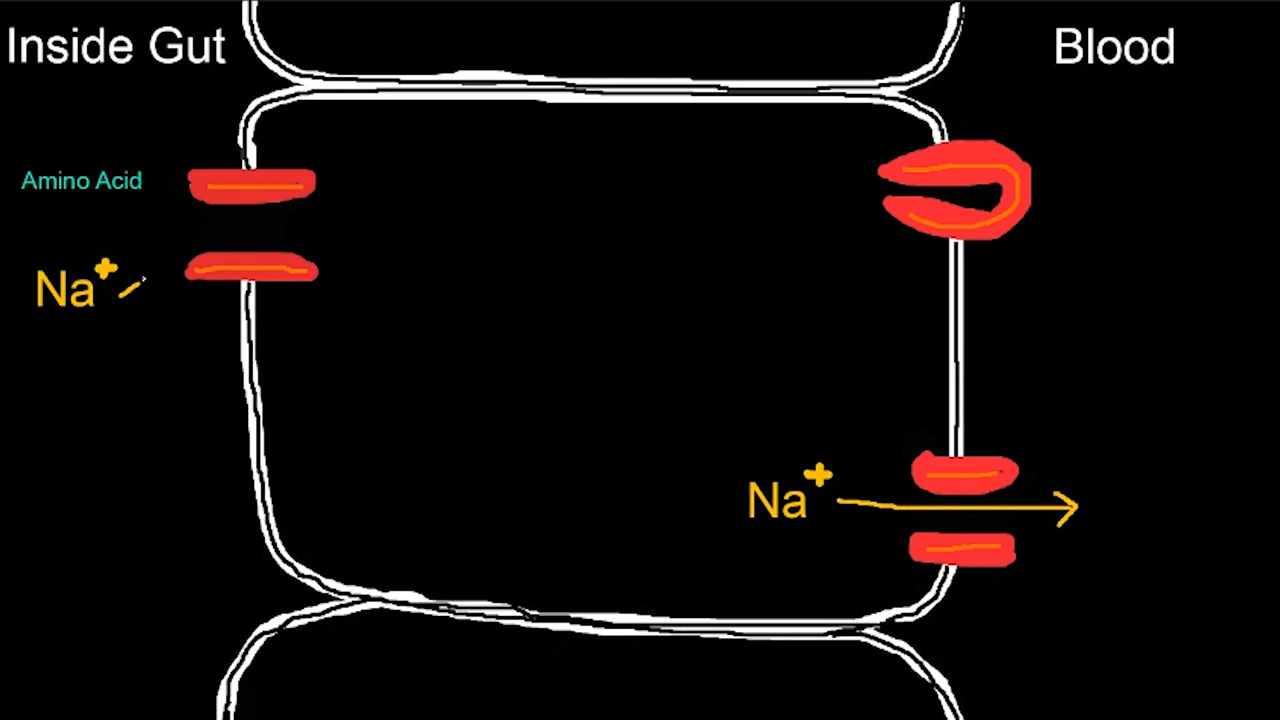 Inside Gut
Blood
Amino Acid
Na+
Na+